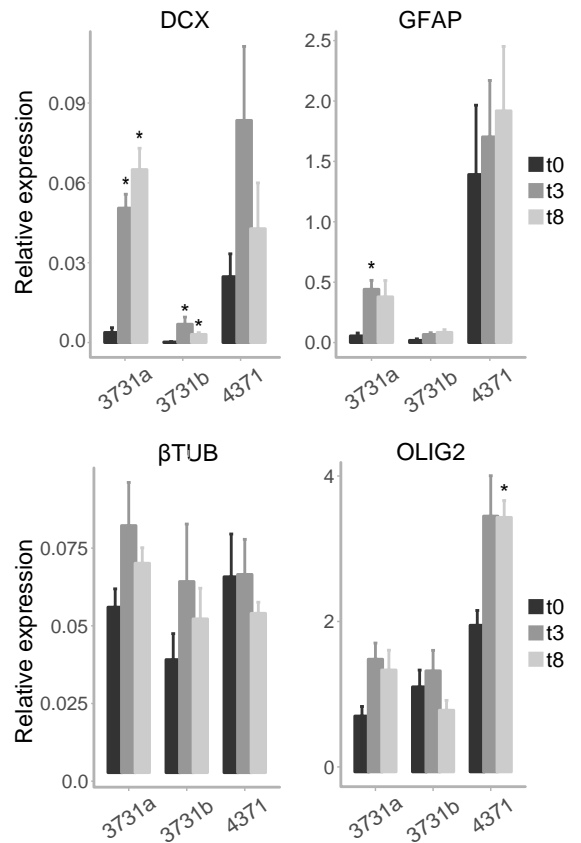 DCX
GFAP
Relative expression
0.09
0.06
0.03
0.0
*
*
*
*
3731a
3731b
4371
2.5
2.0
1.5
1.0
0.5
0.0
*
3731a
3731b
4371
t0
t3
t8
βTUB
OLIG2
Relative expression
0.075
0.05
0.025
0.0
3731a
3731b
4371
4
2
0
*
3731a
3731b
4371
t0
t3
t8